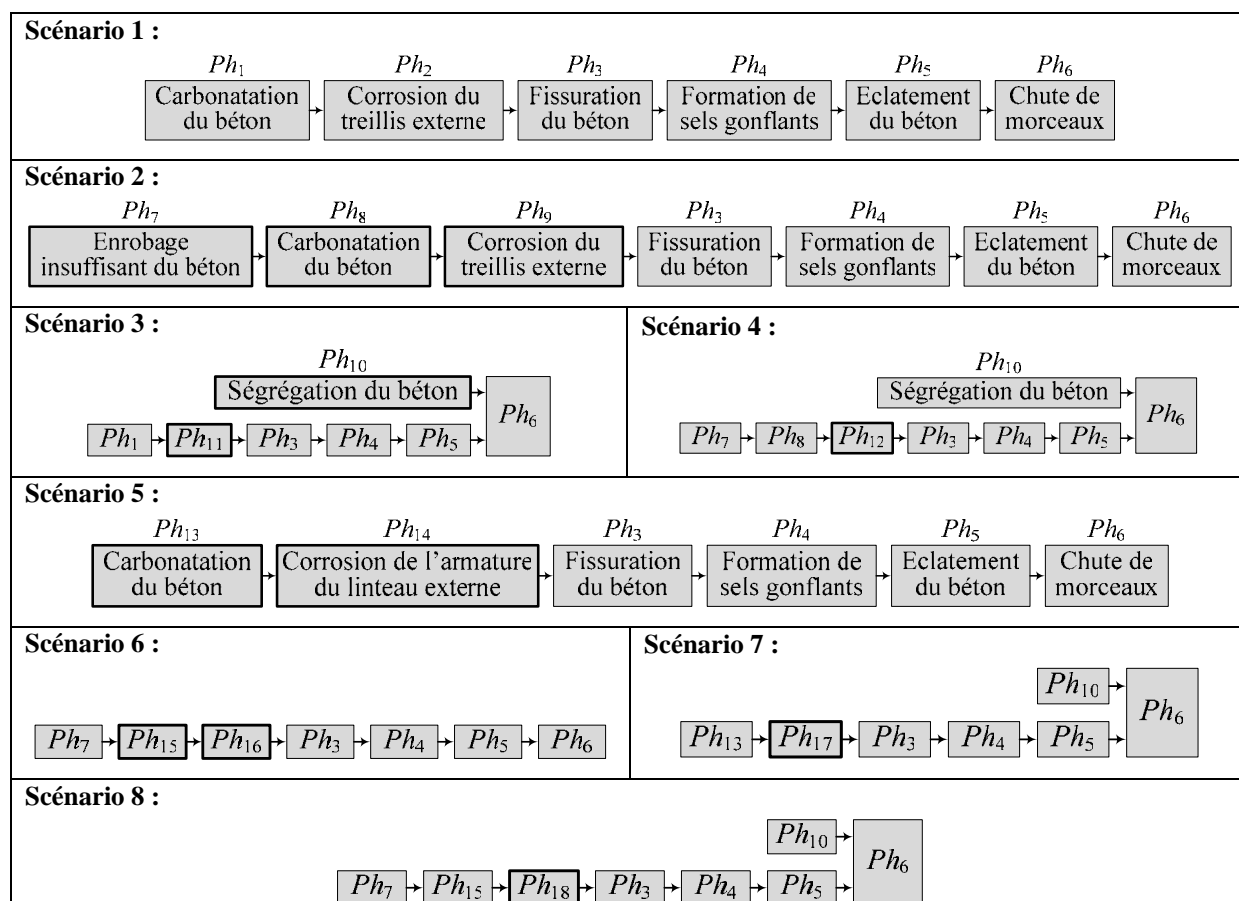 Scénario 1 :
Ph1 Ph2 Ph3 Ph4 Ph5 Ph6
Carbonatation Corrosion du Fissuration Formation de Eclatement Chute de
du béton treillis externe du béton sels gonflants du béton morceaux
Scénario 2 :
Ph7 Ph8 Ph9 Ph3 Ph4 Ph5 Ph6
Enrobage Carbonatation Corrosion du Fissuration Formation de Eclatement Chute de
insuffisant du béton du béton treillis externe du béton sels gonflants du béton morceaux
Scénario 3 :
Ph10
Ségrégation du béton
Ph6
Ph1 Ph11 Ph3 Ph4 Ph5
Scénario 4 :
Ph10
Ségrégation du béton
Ph6
Ph7 Ph8 Ph12 Ph3 Ph4 Ph5
Scénario 5 :
Ph13 Ph14 Ph3 Ph4 Ph5 Ph6
Carbonatation Corrosion de l'armature Fissuration Formation de Eclatement Chute de
du béton du linteau externe du béton sels gonflants du béton morceaux
Scénario 6 :
Ph7 Ph15 Ph16 Ph3 Ph4 Ph5 Ph6
Scénario 7 :
Ph10
Ph6
Ph13 Ph17 Ph3 Ph4 Ph5
Scénario 8 :
Ph10
Ph6
Ph7 Ph15 Ph18 Ph3 Ph4 Ph5